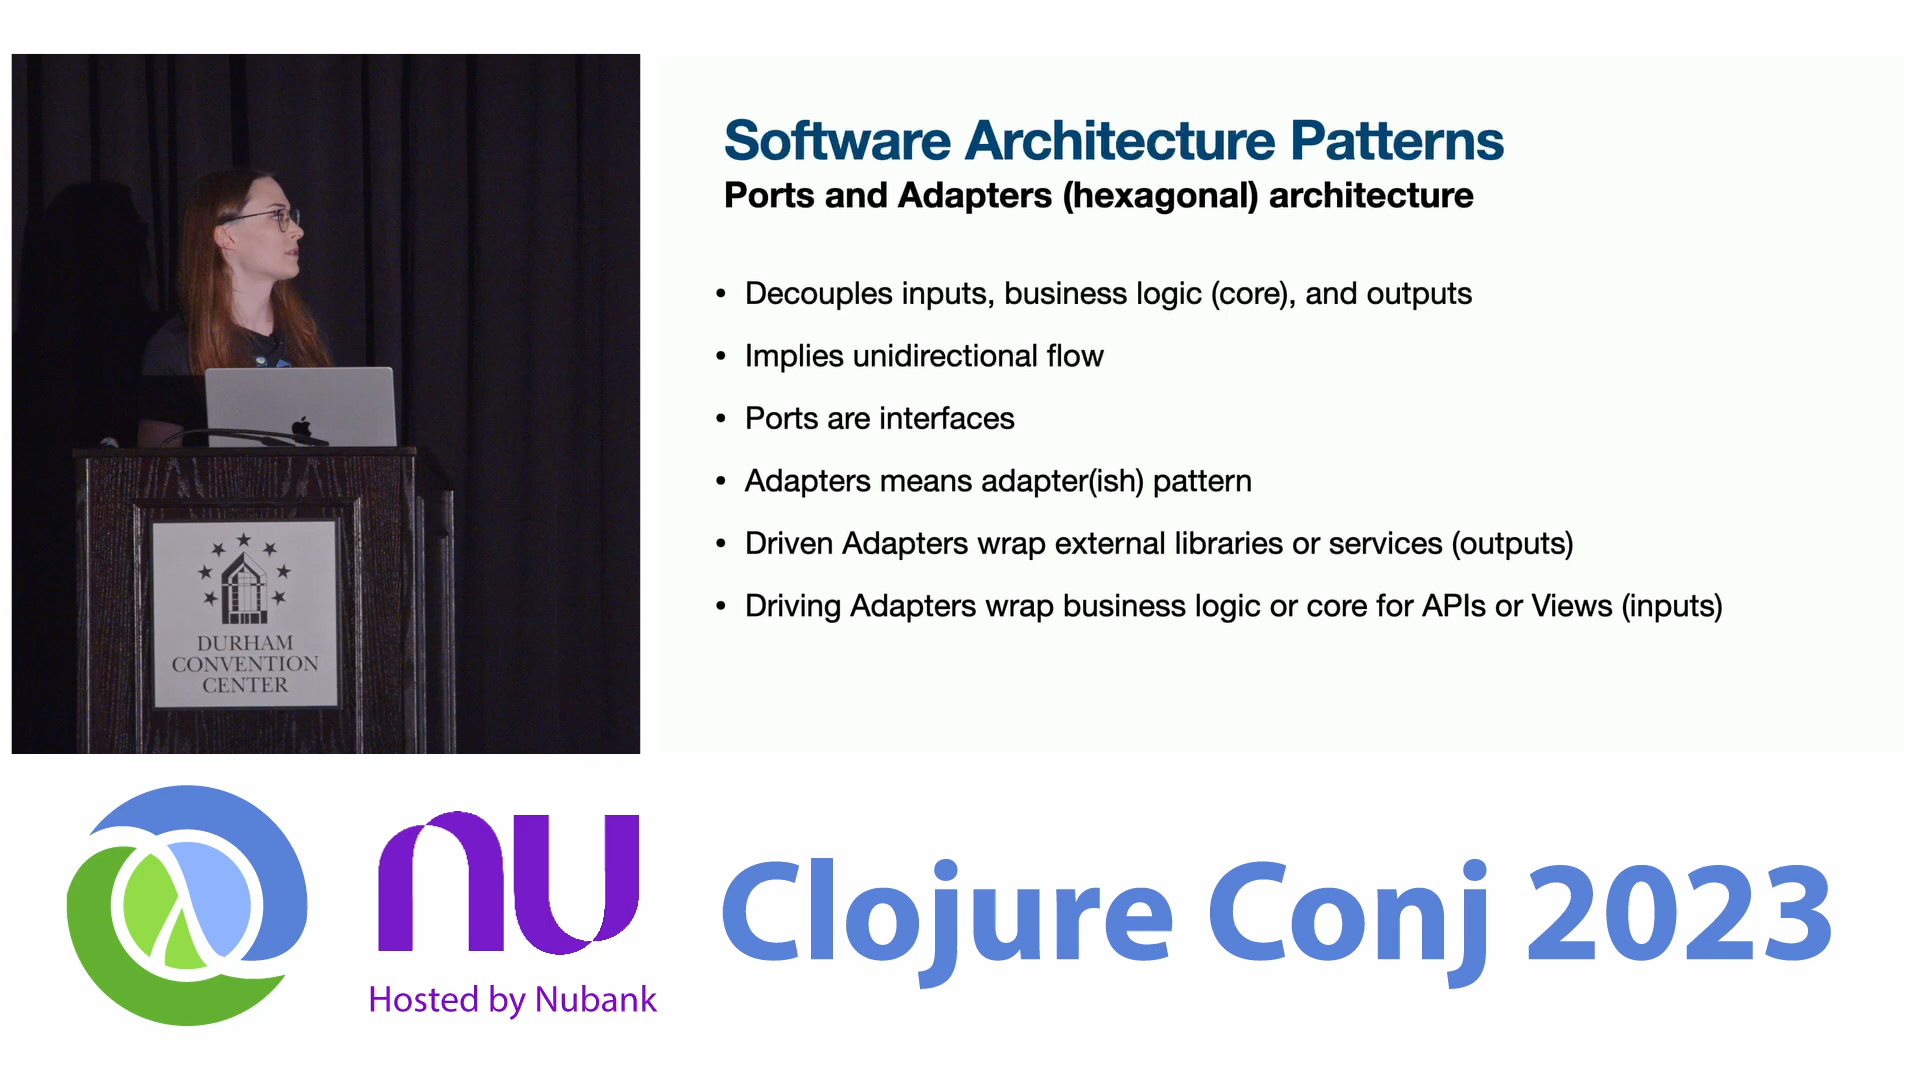 Software Architecture Patterns
Ports and Adapters (hexagonal) architecture
• Decouples inputs, business logic (core), and outputs
• Implies unidirectional flow
• Ports are interfaces
• Adapters means adapter(ish) pattern
• Driven Adapters wrap external libraries or services (outputs)
• Driving Adapters wrap business logic or core for APIs or Views (inputs)
DURHAM
CONVENTION
CENTER
nu
Hosted by Nubank
Clojure Conj 2023